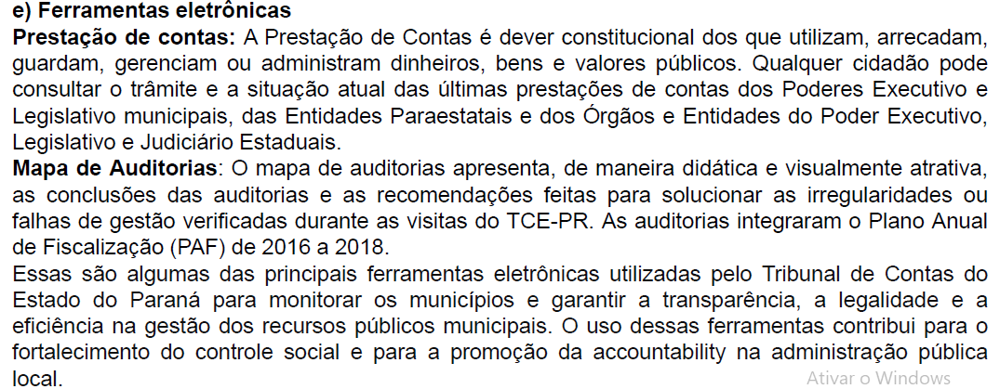 e) Ferramentas eletrônicas
Prestação de contas: A Prestação de Contas é dever constitucional dos que utilizam, arrecadam,
guardam, gerenciam ou administram dinheiros, bens e valores públicos. Qualquer cidadão pode
consultar o trâmite e a situação atual das últimas prestações de contas dos Poderes Executivo e
Legislativo municipais, das Entidades Paraestatais e dos Órgãos e Entidades do Poder Executivo,
Legislativo e Judiciário Estaduais.
Mapa de Auditorias: O mapa de auditorias apresenta, de maneira didática e visualmente atrativa,
as conclusões das auditorias e as recomendações feitas para solucionar as irregularidades ou
falhas de gestão verificadas durante as visitas do TCE-PR. As auditorias integraram o Plano Anual
de Fiscalização (PAF) de 2016 a 2018.
Essas são algumas das principais ferramentas eletrônicas utilizadas pelo Tribunal de Contas do
Estado do Paraná para monitorar os municípios e garantir a transparência, a legalidade e a
eficiência na gestão dos recursos públicos municipais. O uso dessas ferramentas contribui para o
fortalecimento do controle social e para a promoção da accountability na administração pública
local.
Ativar o Windows